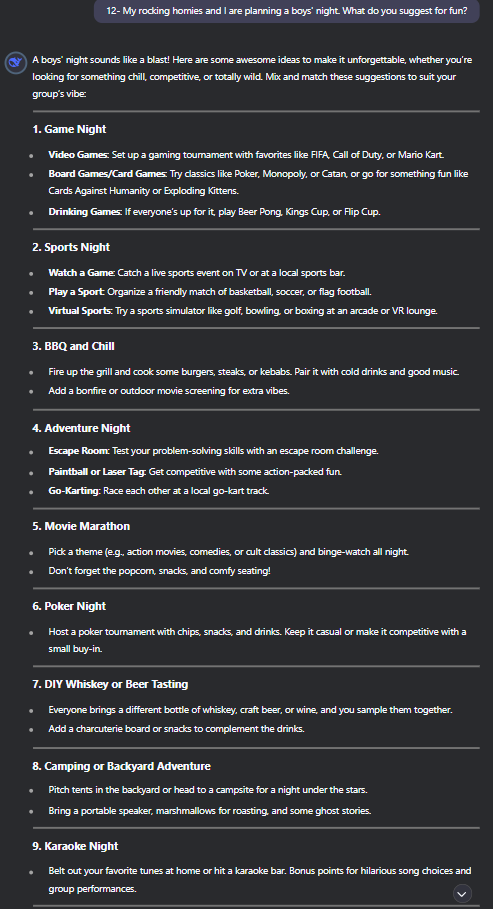 12- My rocking homies and I are planning a boys' night. What do you suggest for fun?
A boys' night sounds like a blast! Here are some awesome ideas to make it unforgettable, whether you're
looking for something chill, competitive, or totally wild. Mix and match these suggestions to suit your
group's vibe:
1. Game Night
Video Games: Set up a gaming tournament with favorites like FIFA, Call of Duty, or Mario Kart.
Board Games/Card Games: Try classics like Poker, Monopoly, or Catan, or go for something fun like
Cards Against Humanity or Exploding Kittens.
Drinking Games: If everyone's up for it, play Beer Pong, Kings Cup, or Flip Cup.
2. Sports Night
Watch a Game: Catch a live sports event on TV or at a local sports bar.
Play a Sport: Organize a friendly match of basketball, soccer, or flag football.
Virtual Sports: Try a sports simulator like golf, bowling, or boxing at an arcade or VR lounge.
3. BBQ and Chill
Fire up the grill and cook some burgers, steaks, or kebabs. Pair it with cold drinks and good music.
Add a bonfire or outdoor movie screening for extra vibes.
4. Adventure Night
Escape Room: Test your problem-solving skills with an escape room challenge.
Paintball or Laser Tag: Get competitive with some action-packed fun.
Go-Karting: Race each other at a local go-kart track.
5. Movie Marathon
Pick a theme (e.g., action movies, comedies, or cult classics) and binge-watch all night.
Don't forget the popcorn, snacks, and comfy seating!
6. Poker Night
Host a poker tournament with chips, snacks, and drinks. Keep it casual or make it competitive with a
small buy-in.
7. DIY Whiskey or Beer Tasting
Everyone brings a different bottle of whiskey, craft beer, or wine, and you sample them together.
Add a charcuterie board or snacks to complement the drinks.
8. Camping or Backyard Adventure
Pitch tents in the backyard or head to a campsite for a night under the stars.
Bring a portable speaker, marshmallows for roasting, and some ghost stories.
9. Karaoke Night
Belt out your favorite tunes at home or hit a karaoke bar. Bonus points for hilarious song choices and
group performances.